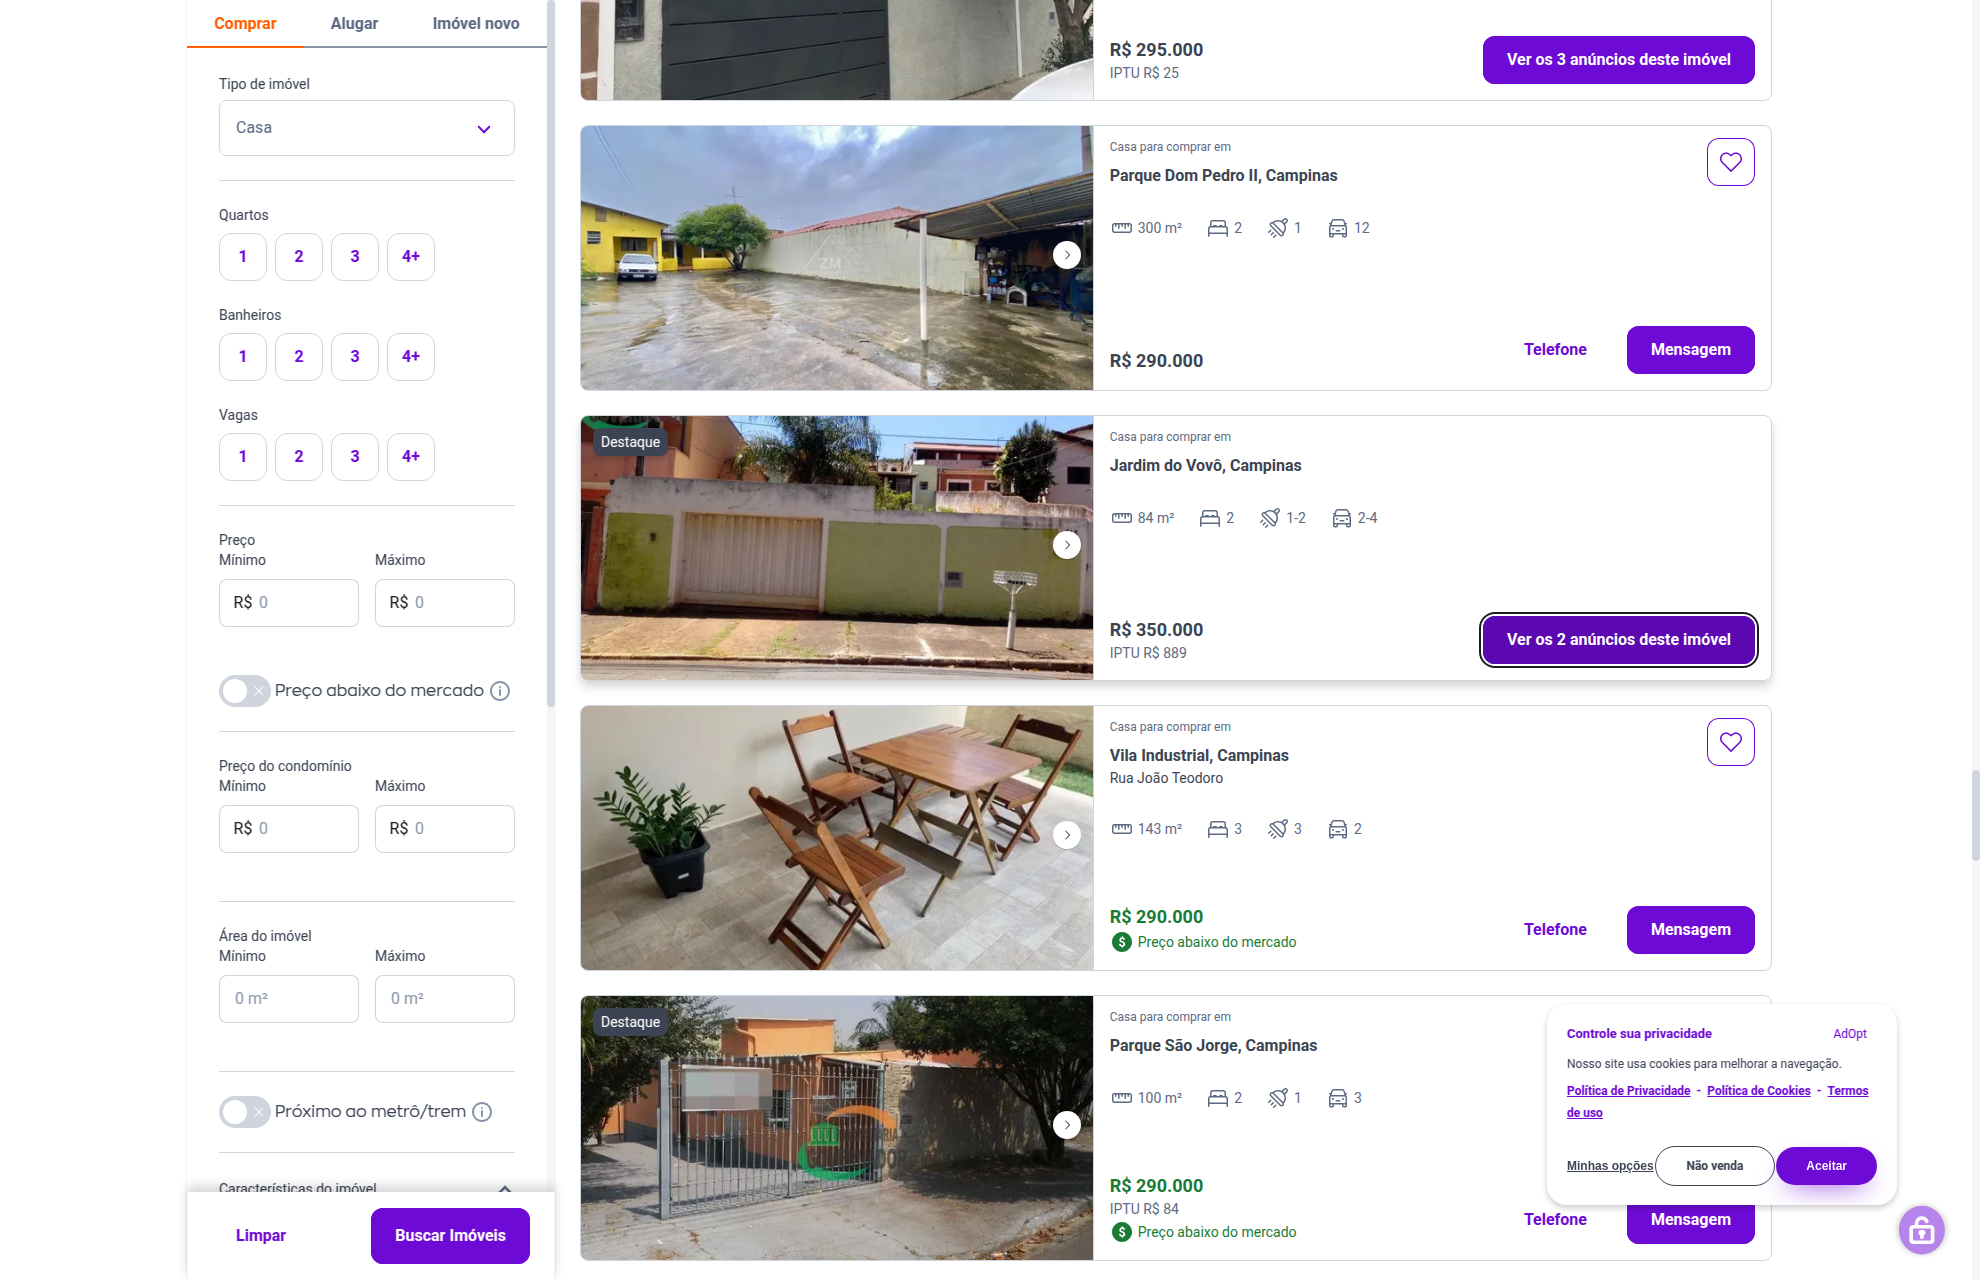 Comprar
Alugar
Imóvel novo
Tipo de imóvel
Casa
Quartos
1
2
3
4+
Banheiros
1
2
3
4+
Vagas
1
2
3
4+
Preço
Mínimo
Máximo
R$ 0
R$ 0
Preço abaixo do mercado
Preço do condomínio
Mínimo
Máximo
R$ 0
R$ 0
Área do imóvel
Mínimo
Máximo
0 m²
0 m²
Próximo ao metrô/trem
Características do imóvel
Limpar
Buscar Imóveis
R$ 295.000
IPTU R$ 25
Ver os 3 anúncios deste imóvel
ZM
Casa para comprar em
Parque Dom Pedro II, Campinas
300 m²
2
1
12
R$ 290.000
Telefone
Mensagem
Destaque
Casa para comprar em
Jardim do Vovô, Campinas
84 m²
2
1-2
2-4
R$ 350.000
IPTU R$ 889
Ver os 2 anúncios deste imóvel
Casa para comprar em
Vila Industrial, Campinas
Rua João Teodoro
143 m²
3
3
2
R$ 290.000
$ Preço abaixo do mercado
Telefone
Mensagem
Destaque
Casa para comprar em
Parque São Jorge, Campinas
100 m²
2
1
3
R$ 290.000
IPTU R$ 84
$ Preço abaixo do mercado
Telefone
Mensagem
Controle sua privacidade
AdOpt
Nosso site usa cookies para melhorar a navegação.
Política de Privacidade - Política de Cookies - Termos
de uso
Minhas opções
Não venda
Aceitar